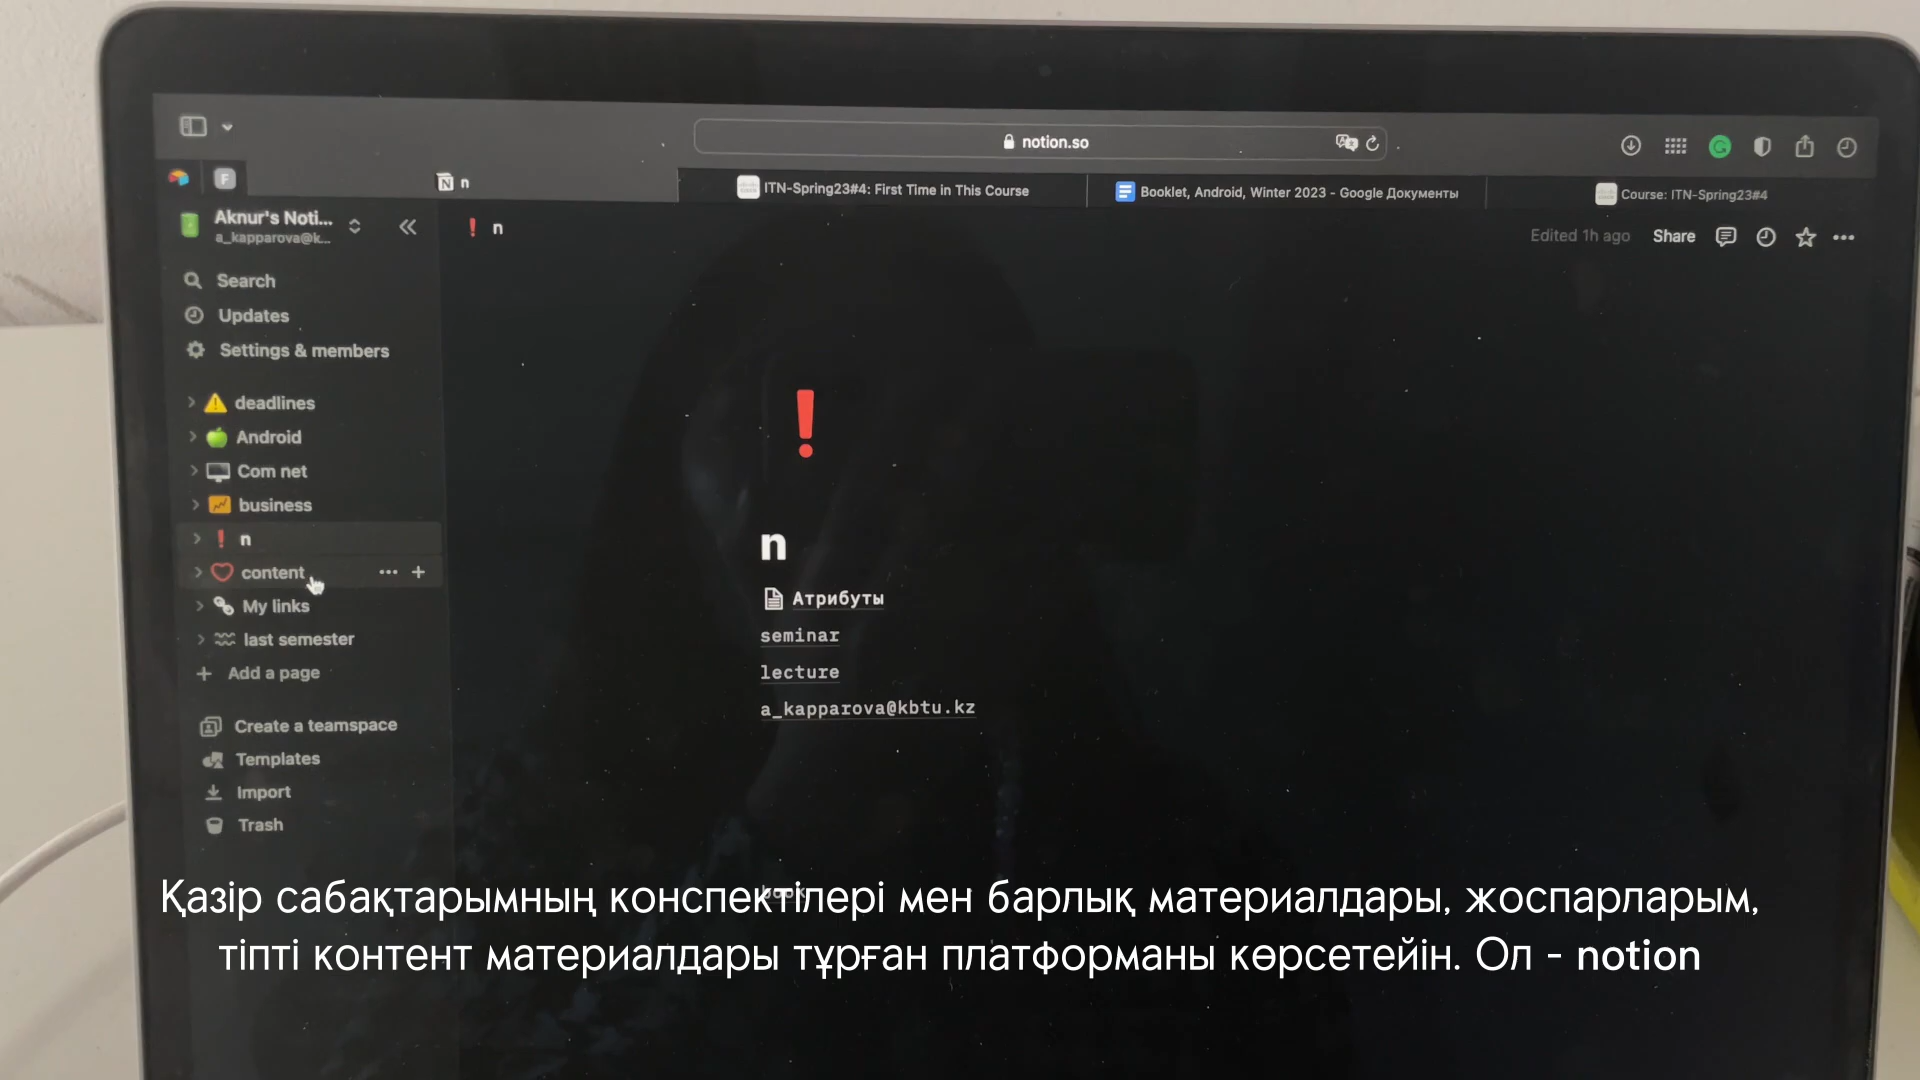 notion.so
n
ITN-Spring23#4: First Time in This Course
Booklet, Android, Winter 2023 - Google Документы
Course: ITN-Spring23#4
F
Aknur's Noti...
a_kapparova@k...
n
Edited 1h ago
Share
Search
Updates
Settings & members
deadlines
Android
Com net
business
n
content
My links
last semester
Add a page
Create a teamspace
Templates
Import
Trash
n
Атрибуты
seminar
lecture
a_kapparova@kbtu.kz
Қазір сабақтарымның конспектілері мен барлық материалдары, жоспарларым,
тіпті контент материалдары тұрған платформаны көрсетейін. Ол - notion